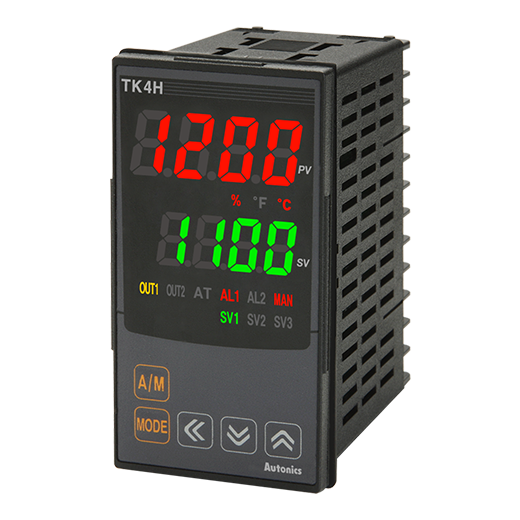 TK4H
1200 PV
% °F °C
1100 SV
OUT1 OUT2 AT AL1 AL2 MAN
SV1 SV2 SV3
A/M
MODE
Autonics